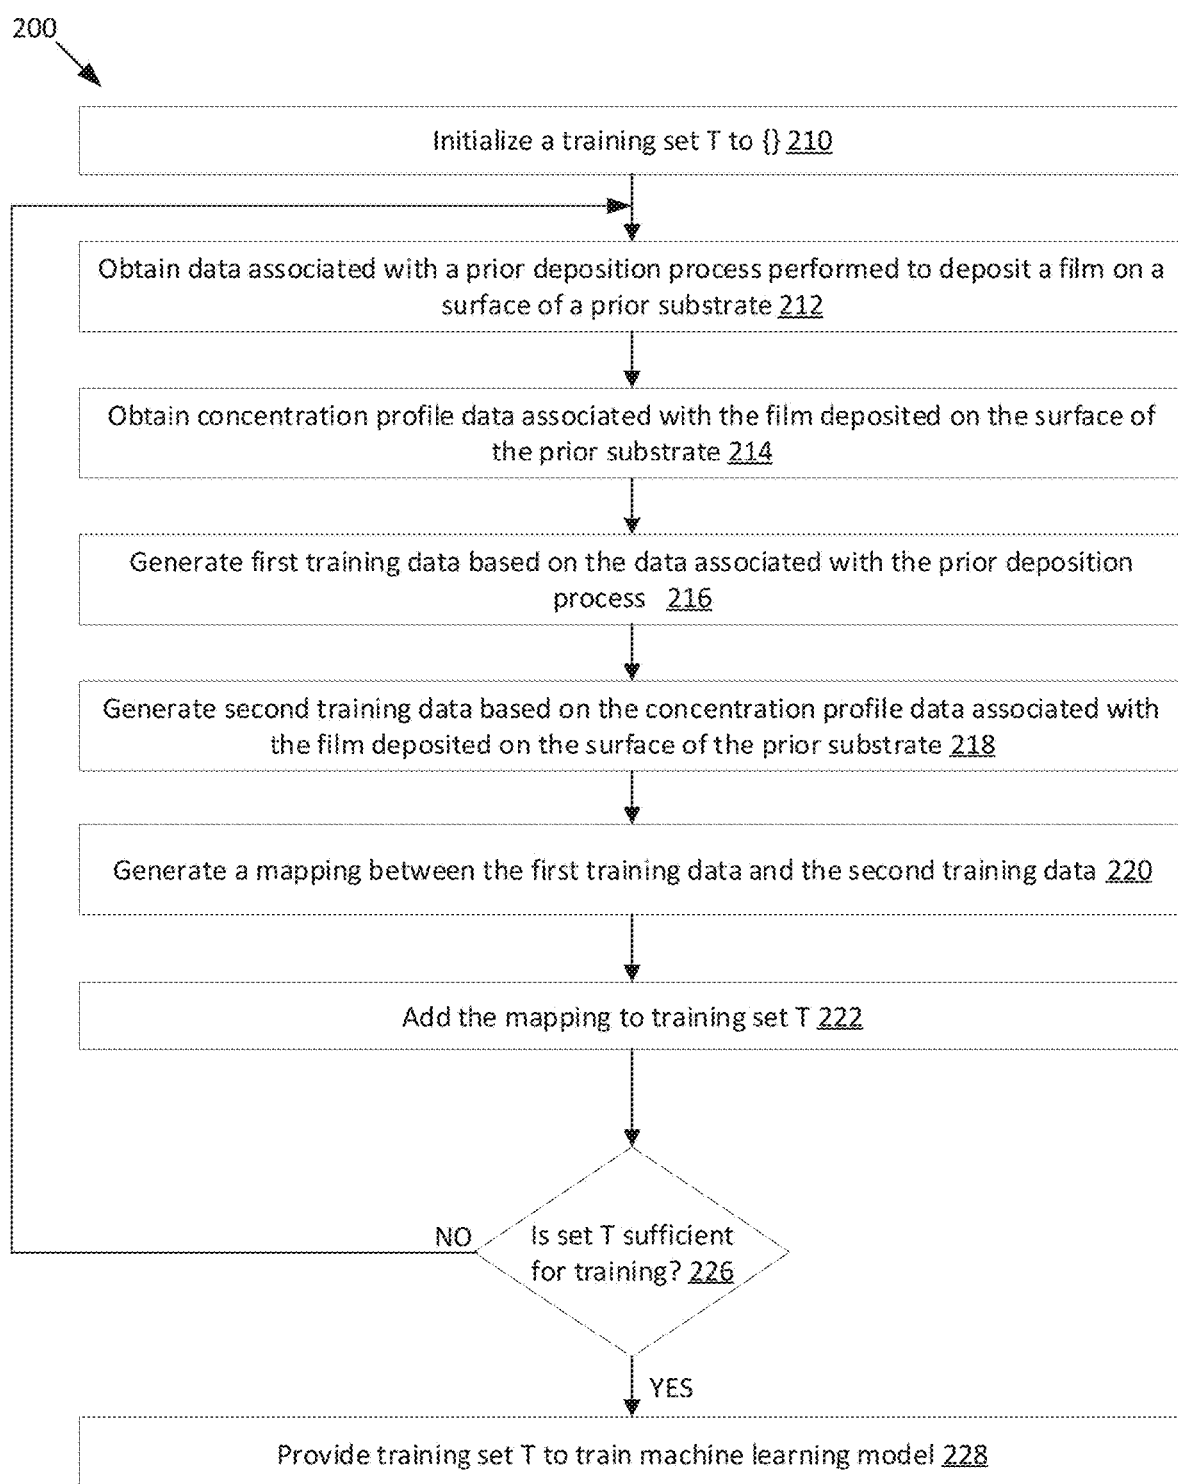 200
Initialize a training set T to {} 210
Obtain data associated with a prior deposition process performed to deposit a film on a
surface of a prior substrate 212
Obtain concentration profile data associated with the film deposited on the surface of
the prior substrate 214
Generate first training data based on the data associated with the prior deposition
process 216
Generate second training data based on the concentration profile data associated with
the film deposited on the surface of the prior substrate 218
Generate a mapping between the first training data and the second training data 220
Add the mapping to training set T 222
NO
Is set T sufficient
for training? 226
YES
Provide training set T to train machine learning model 228